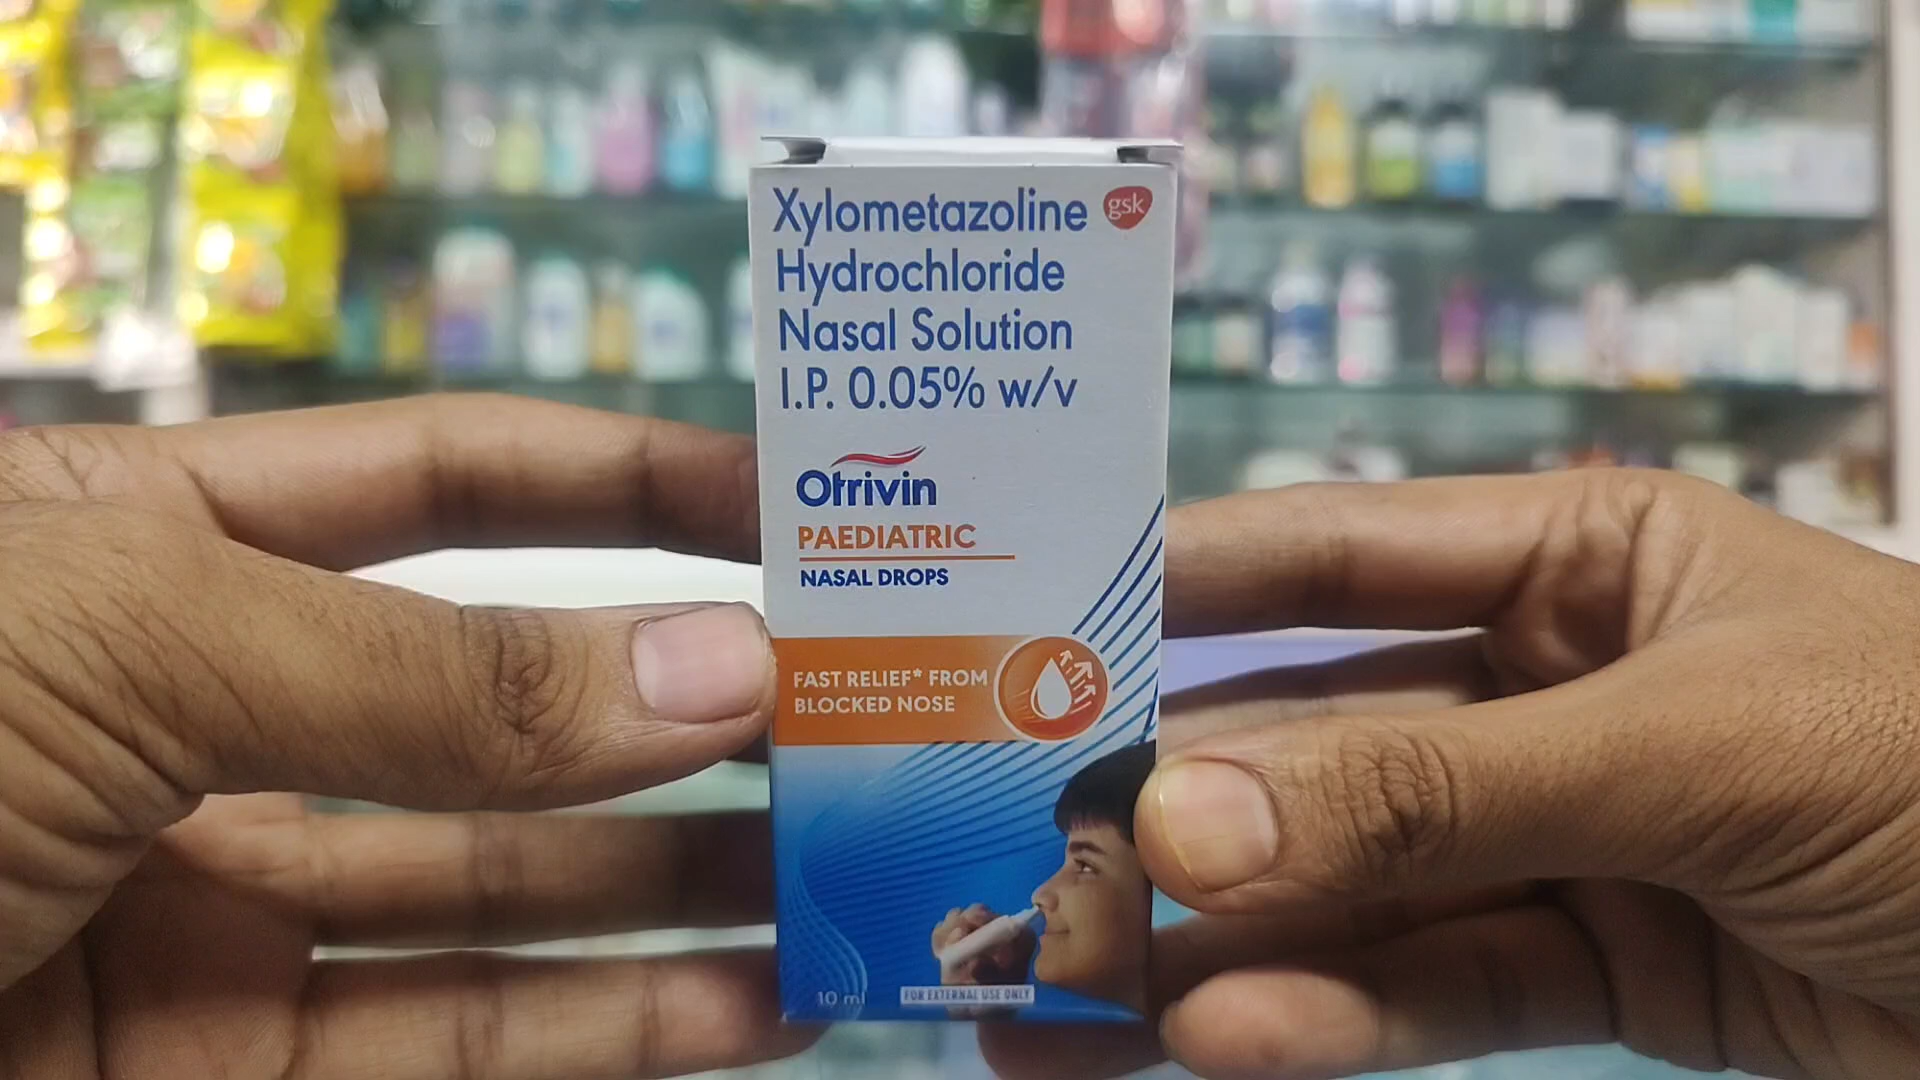 Xylometazoline
gsk
Hydrochloride
Nasal Solution
I.P. 0.05% w/v
Otrivin
PAEDIATRIC
NASAL DROPS
FAST RELIEF* FROM
BLOCKED NOSE
10 ml
FOR EXTERNAL USE ONLY